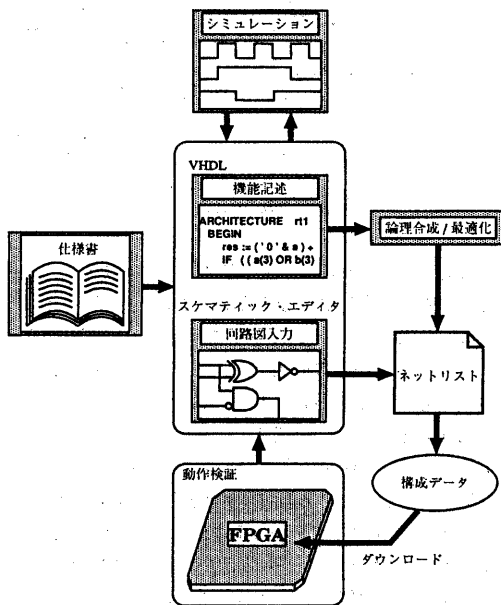 シミュレーション
VHDL
機能記述
ARCHITECTURE rt1
BEGIN
res := ( ' 0 ' & a ) +
IF ( ( a(3) OR b(3)
論理合成 / 最適化
仕様書
スケマティック・エディタ
回路図入力
ネットリスト
動作検証
構成データ
FPGA
ダウンロード